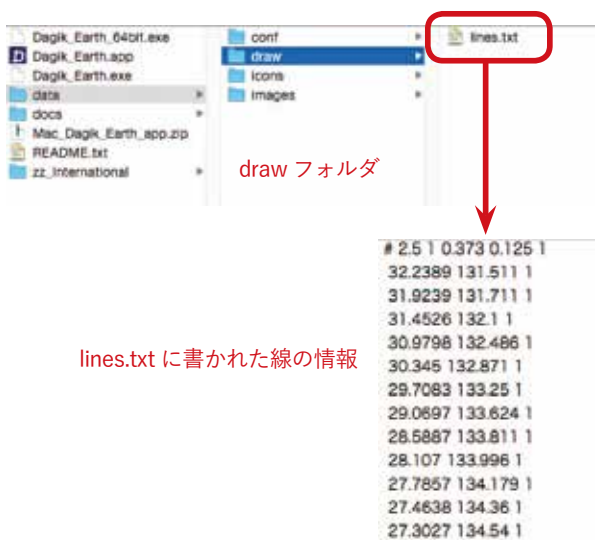 Dagik_Earth_64bit.exe
Dagik_Earth.app
Dagik_Earth.exe
data
docs
Mac_Dagik_Earth_app.zip
README.txt
zz_International
conf
draw
icons
images
lines.txt
draw フォルダ
lines.txt に書かれた線の情報
# 2.5 1 0.373 0.125 1
32.2389 131.511 1
31.9239 131.711 1
31.4526 132.1 1
30.9798 132.486 1
30.345 132.871 1
29.7083 133.25 1
29.0697 133.624 1
28.5887 133.811 1
28.107 133.996 1
27.7857 134.179 1
27.4638 134.36 1
27.3027 134.54 1